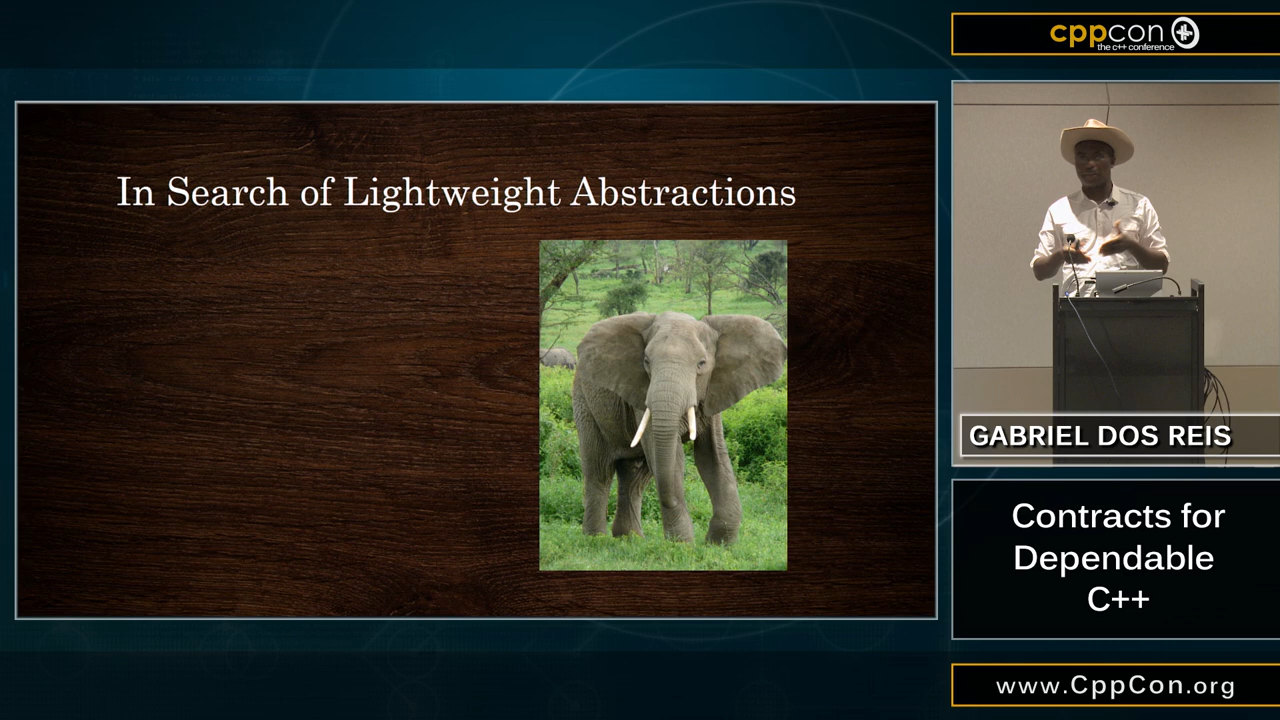 cppcon
the c++ conference
In Search of Lightweight Abstractions
GABRIEL DOS REIS
Contracts for
Dependable
C++
www.CppCon.org